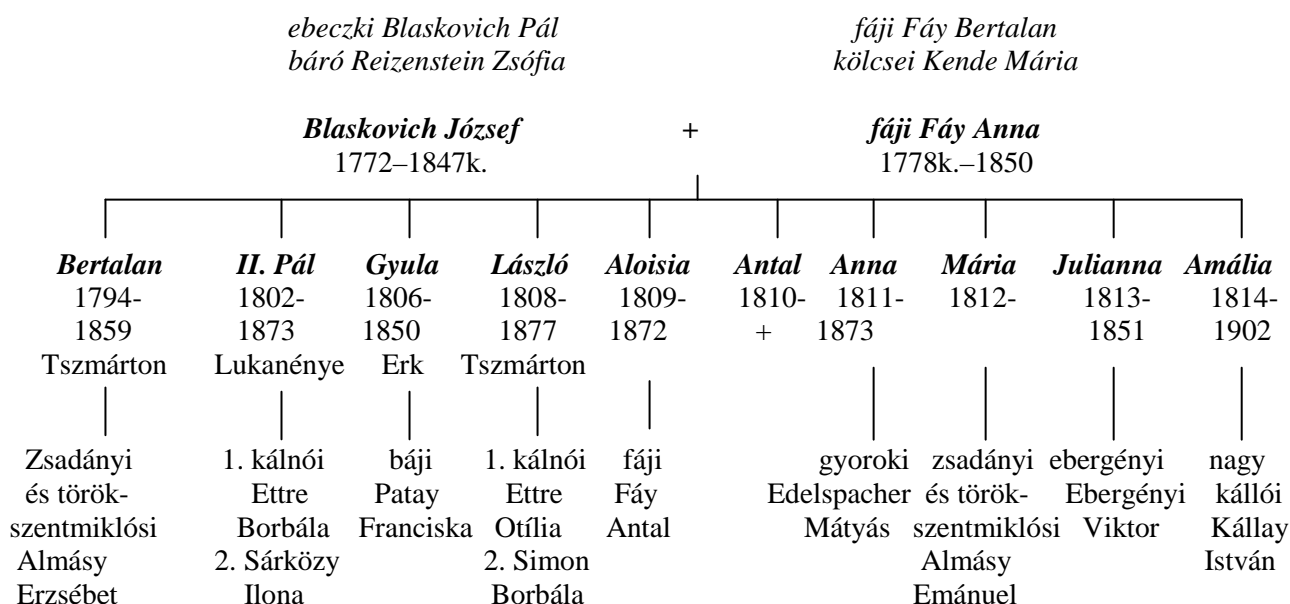 ebeczki Blaskovich Pál fáji Fáy Bertalan
báró Reizenstein Zsófia kölcsei Kende Mária
Blaskovich József + fáji Fáy Anna
1772–1847k. 1778k.–1850
Bertalan II. Pál Gyula László Aloisia Antal Anna Mária Julianna Amália
1794- 1802- 1806- 1808- 1809- 1810- 1811- 1812- 1813- 1814-
1859 1873 1850 1877 1872 + 1873 1851 1902
Tszmárton Lukanénye Erk Tszmárton
Zsadányi 1. kálnói báji 1. kálnói fáji gyoroki zsadányi ebergényi nagy
és török- Ettre Patay Ettre Fáy Edelspacher és török- Ebergényi kállói
szentmiklósi Borbála Franciska Otília Antal Mátyás szentmiklósi Viktor Kállay
Almásy 2. Sárközy 2. Simon Almásy István
Erzsébet Ilona Borbála Emánuel